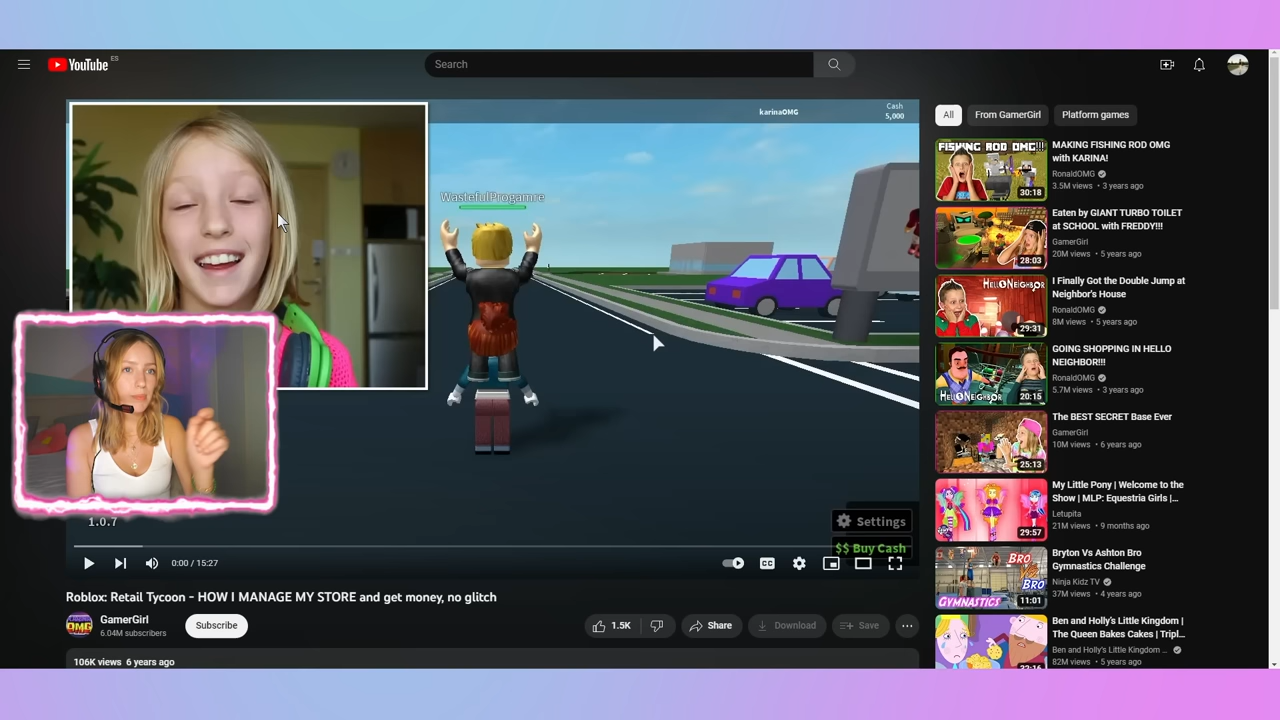 YouTube ES
Search
karinaOMG
Cash
5,000
WastefulProgamre
1.0.7
Settings
$$ Buy Cash
0:00 / 15:27
CC
Roblox: Retail Tycoon - HOW I MANAGE MY STORE and get money, no glitch
OMG
GamerGirl
6.04M subscribers
Subscribe
1.5K
Share
Download
Save
106K views 6 years ago
All
From GamerGirl
Platform games
FISHING ROD OMG!!!
30:18
MAKING FISHING ROD OMG
with KARINA!
RonaldOMG
3.5M views • 3 years ago
28:03
Eaten by GIANT TURBO TOILET
at SCHOOL with FREDDY!!!
GamerGirl
20M views • 5 years ago
HELLO NEIGHBOR
29:31
I Finally Got the Double Jump at
Neighbor's House
RonaldOMG
8M views • 5 years ago
HELLO NEIGHBOR
20:15
GOING SHOPPING IN HELLO
NEIGHBOR!!!
RonaldOMG
5.7M views • 3 years ago
25:13
The BEST SECRET Base Ever
GamerGirl
10M views • 6 years ago
29:57
My Little Pony | Welcome to the
Show | MLP: Equestria Girls |...
Letupita
21M views • 9 months ago
BRO
VS
BRO
GYMNASTICS
11:01
Bryton Vs Ashton Bro
Gymnastics Challenge
Ninja Kidz TV
37M views • 4 years ago
Ben and Holly's Little Kingdom |
The Queen Bakes Cakes | Tripl...
Ben and Holly's Little Kingdom ...
82M views • 5 years ago